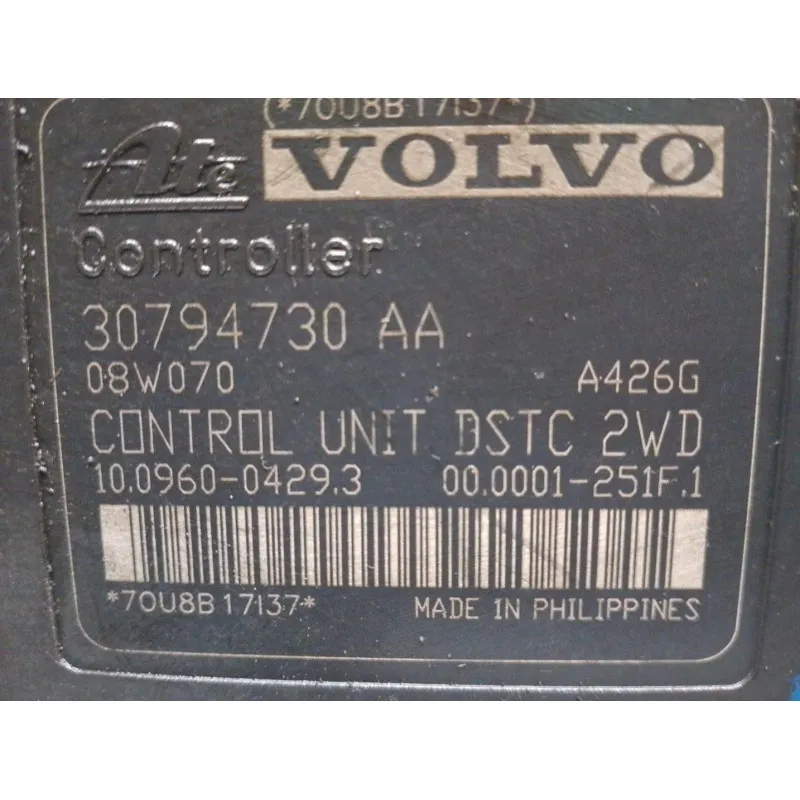 (*70U8B17137*)
Ate VOLVO
Controller
30794730 AA
08W070 A426G
CONTROL UNIT DSTC 2WD
10.0960-0429.3 00.0001-251F.1
*70U8B17137* MADE IN PHILIPPINES